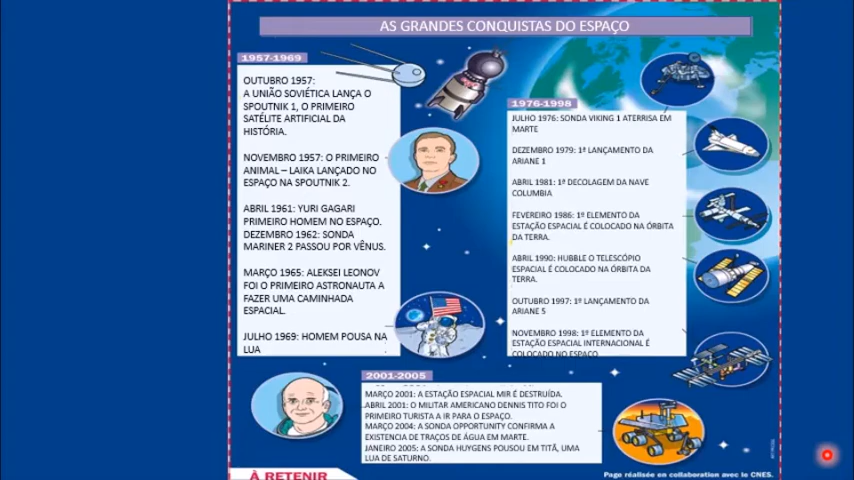 AS GRANDES CONQUISTAS DO ESPAÇO
1957-1969
OUTUBRO 1957:
A UNIÃO SOVIÉTICA LANÇA O
SPOUTNIK 1, O PRIMEIRO
SATÉLITE ARTIFICIAL DA
HISTÓRIA.
NOVEMBRO 1957: O PRIMEIRO
ANIMAL – LAIKA LANÇADO NO
ESPAÇO NA SPOUTNIK 2.
ABRIL 1961: YURI GAGARI
PRIMEIRO HOMEM NO ESPAÇO.
DEZEMBRO 1962: SONDA
MARINER 2 PASSOU POR VÊNUS.
MARÇO 1965: ALEKSEI LEONOV
FOI O PRIMEIRO ASTRONAUTA A
FAZER UMA CAMINHADA
ESPACIAL.
JULHO 1969: HOMEM POUSA NA
LUA
1976-1998
JULHO 1976: SONDA VIKING 1 ATERRISA EM
MARTE
DEZEMBRO 1979: 1º LANÇAMENTO DA
ARIANE 1
ABRIL 1981: 1º DECOLAGEM DA NAVE
COLUMBIA
FEVEREIRO 1986: 1º ELEMENTO DA
ESTAÇÃO ESPACIAL É COLOCADO NA ÓRBITA
DA TERRA.
ABRIL 1990: HUBBLE O TELESCÓPIO
ESPACIAL É COLOCADO NA ÓRBITA DA
TERRA.
OUTUBRO 1997: 1º LANÇAMENTO DA
ARIANE 5
NOVEMBRO 1998: 1º ELEMENTO DA
ESTAÇÃO ESPACIAL INTERNACIONAL É
COLOCADO NO ESPAÇO
2001-2005
MARÇO 2001: A ESTAÇÃO ESPACIAL MIR É DESTRUÍDA.
ABRIL 2001: O MILITAR AMERICANO DENNIS TITO FOI O
PRIMEIRO TURISTA A IR PARA O ESPAÇO.
MARÇO 2004: A SONDA OPPORTUNITY CONFIRMA A
EXISTENCIA DE TRAÇOS DE ÁGUA EM MARTE.
JANEIRO 2005: A SONDA HUYGENS POUSOU EM TITÃ, UMA
LUA DE SATURNO.
À RETENIR
Page réalisée en collaboration avec le CNES.